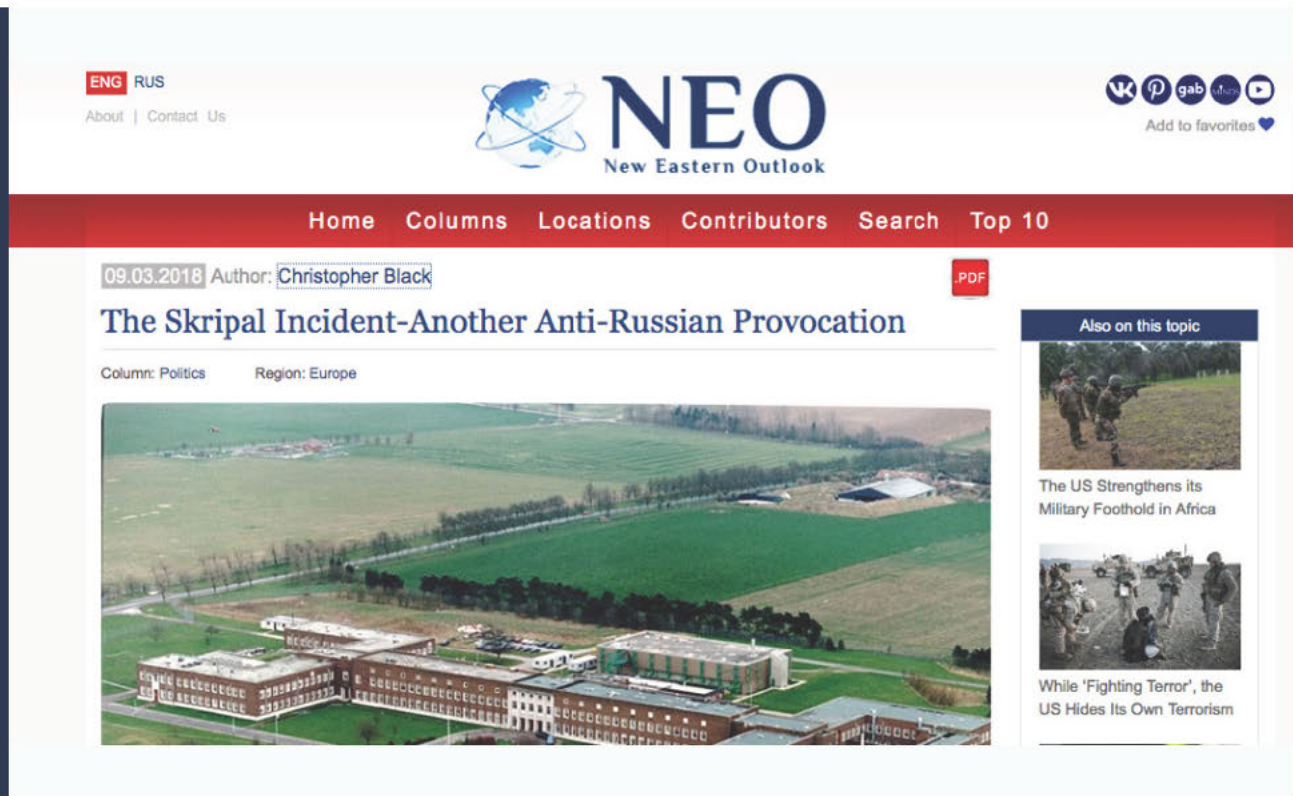 ENG RUS
About | Contact Us
NEO
New Eastern Outlook
gab
MINDS
Add to favorites
Home Columns Locations Contributors Search Top 10
09.03.2018 Author: Christopher Black
.PDF
The Skripal Incident-Another Anti-Russian Provocation
Column: Politics Region: Europe
Also on this topic
The US Strengthens its
Military Foothold in Africa
While 'Fighting Terror', the
US Hides Its Own Terrorism